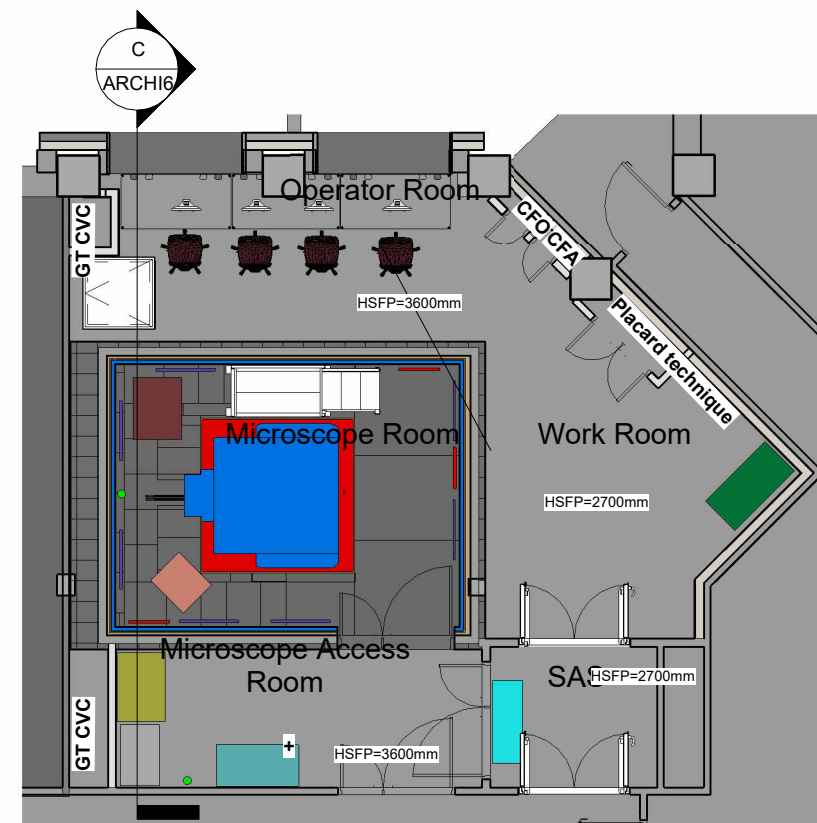 C
ARCHI6
Operator Room
GT CVC
CFO
CFA
HSFP=3600mm
Placard technique
Microscope Room
Work Room
HSFP=2700mm
Microscope Access
Room
SAS
HSFP=2700mm
GT CVC
+
HSFP=3600mm